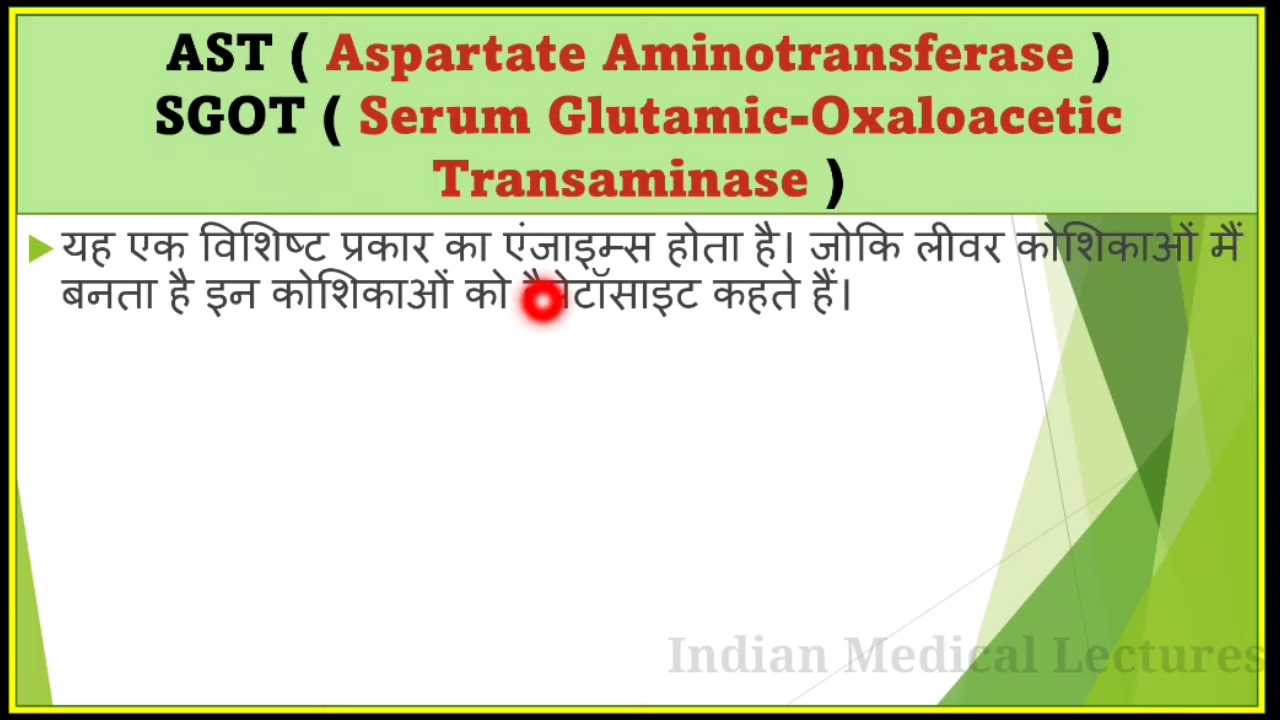 AST ( Aspartate Aminotransferase )
SGOT ( Serum Glutamic-Oxaloacetic
Transaminase )
यह एक विशिष्ट प्रकार का एंजाइम्स होता है। जोकि लीवर कोशिकाओं मैं
बनता है इन कोशिकाओं को कहते हैं।
Indian Medical Lectures